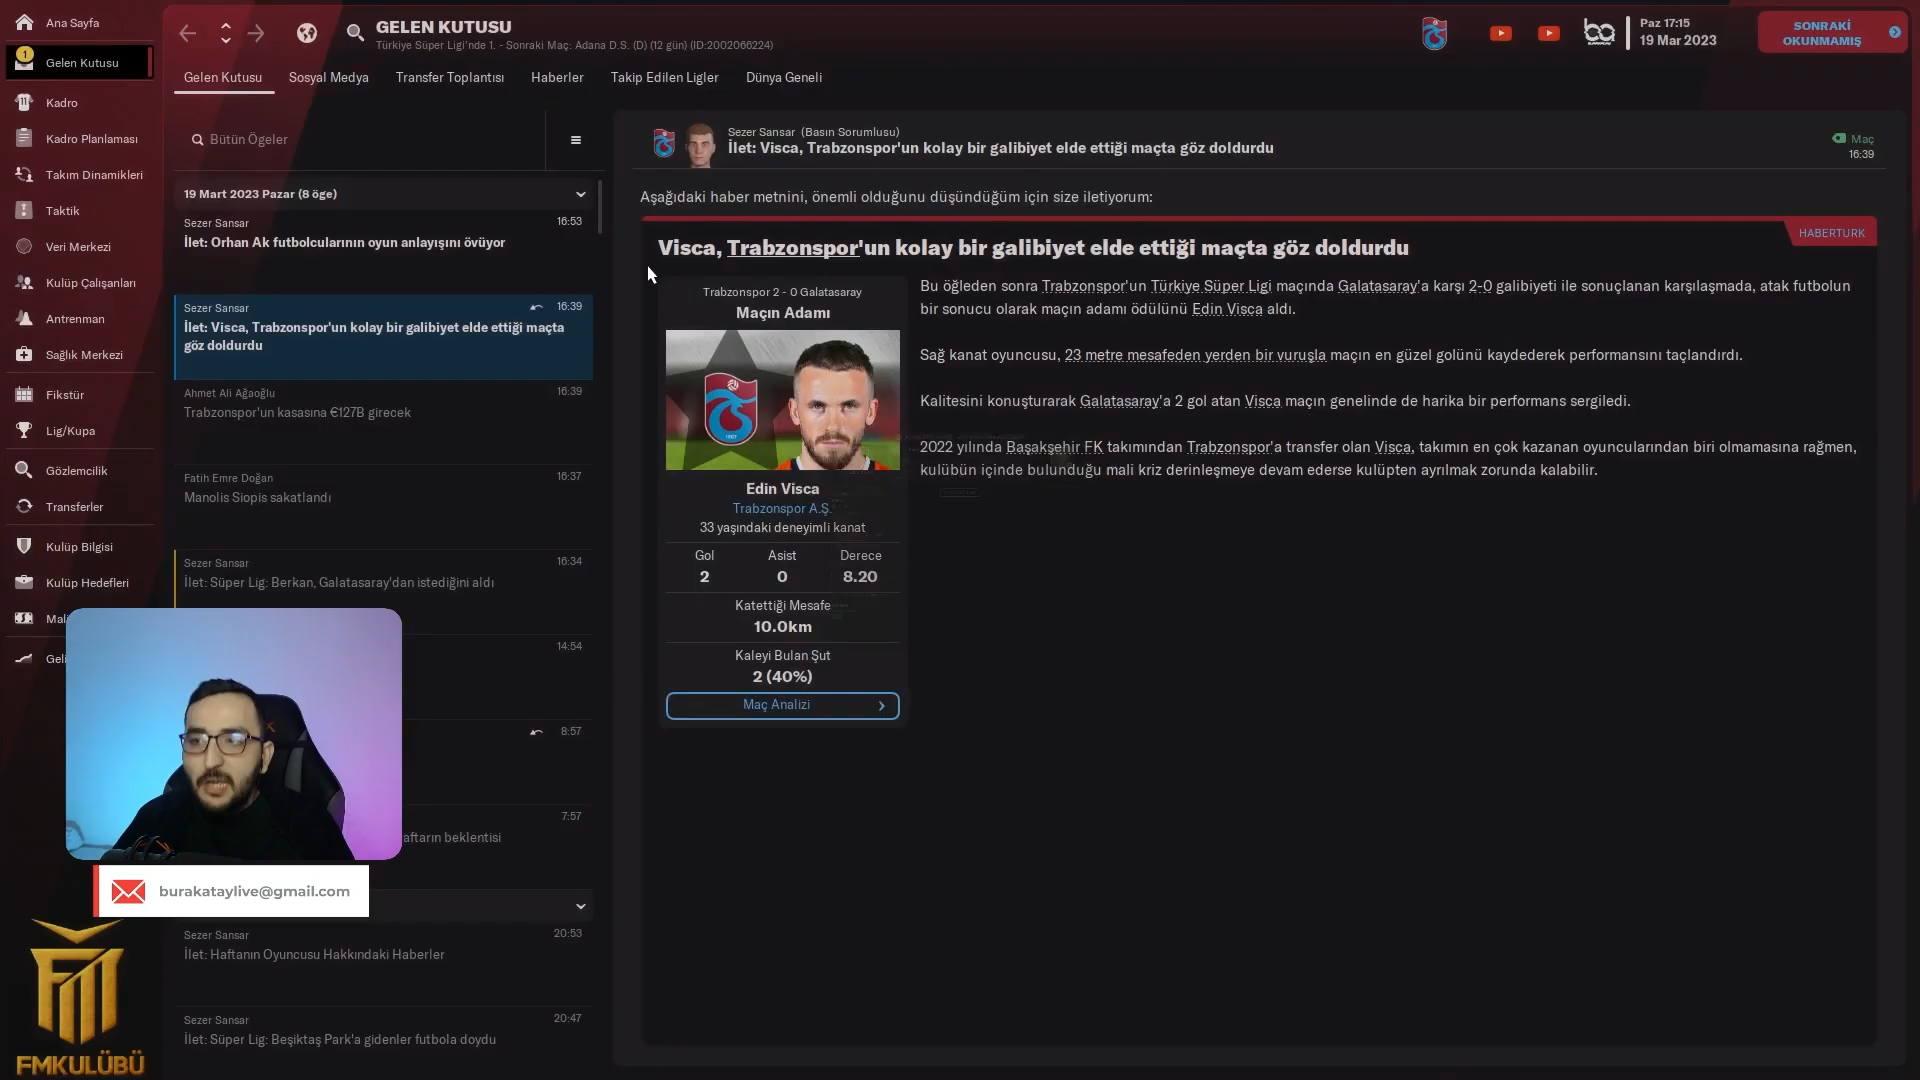 Ana Sayfa
1
Gelen Kutusu
Kadro
Kadro Planlaması
Takım Dinamikleri
Taktik
Veri Merkezi
Kulüp Çalışanları
Antrenman
Sağlık Merkezi
Fikstür
Lig/Kupa
Gözlemcilik
Transferler
Kulüp Bilgisi
Kulüp Hedefleri
Mal
Geli
GELEN KUTUSU
Türkiye Süper Ligi'nde 1. - Sonraki Maç: Adana D.S. (D) (12 gün) (ID:2002066224)
Paz 17:15
19 Mar 2023
SONRAKİ
OKUNMAMIŞ
Gelen Kutusu
Sosyal Medya
Transfer Toplantısı
Haberler
Takip Edilen Ligler
Dünya Geneli
Bütün Ögeler
19 Mart 2023 Pazar (8 öge)
Sezer Sansar 16:53
İlet: Orhan Ak futbolcularının oyun anlayışını övüyor
Sezer Sansar 16:39
İlet: Visca, Trabzonspor'un kolay bir galibiyet elde ettiği maçta
göz doldurdu
Ahmet Ali Ağaoğlu 16:39
Trabzonspor'un kasasına €127B girecek
Fatih Emre Doğan 16:37
Manolis Siopis sakatlandı
Sezer Sansar 16:34
İlet: Süper Lig: Berkan, Galatasaray'dan istediğini aldı
14:54
8:57
7:57
aftarın beklentisi
Sezer Sansar 20:53
İlet: Haftanın Oyuncusu Hakkındaki Haberler
Sezer Sansar 20:47
İlet: Süper Lig: Beşiktaş Park'a gidenler futbola doydu
burakataylive@gmail.com
FMKULÜBÜ
Sezer Sansar (Basın Sorumlusu)
İlet: Visca, Trabzonspor'un kolay bir galibiyet elde ettiği maçta göz doldurdu
Maç
16:39
Aşağıdaki haber metnini, önemli olduğunu düşündüğüm için size iletiyorum:
HABERTURK
Visca, Trabzonspor'un kolay bir galibiyet elde ettiği maçta göz doldurdu
Trabzonspor 2 - 0 Galatasaray
Maçın Adamı
Edin Visca
Trabzonspor A.Ş.
33 yaşındaki deneyimli kanat
Gol Asist Derece
2 0 8.20
Katettiği Mesafe
10.0km
Kaleyi Bulan Şut
2 (40%)
Maç Analizi
Bu öğleden sonra Trabzonspor'un Türkiye Süper Ligi maçında Galatasaray'a karşı 2-0 galibiyeti ile sonuçlanan karşılaşmada, atak futbolun
bir sonucu olarak maçın adamı ödülünü Edin Visca aldı.
Sağ kanat oyuncusu, 23 metre mesafeden yerden bir vuruşla maçın en güzel golünü kaydederek performansını taçlandırdı.
Kalitesini konuşturarak Galatasaray'a 2 gol atan Visca maçın genelinde de harika bir performans sergiledi.
2022 yılında Başakşehir FK takımından Trabzonspor'a transfer olan Visca, takımın en çok kazanan oyuncularından biri olmamasına rağmen,
kulübün içinde bulunduğu mali kriz derinleşmeye devam ederse kulüpten ayrılmak zorunda kalabilir.